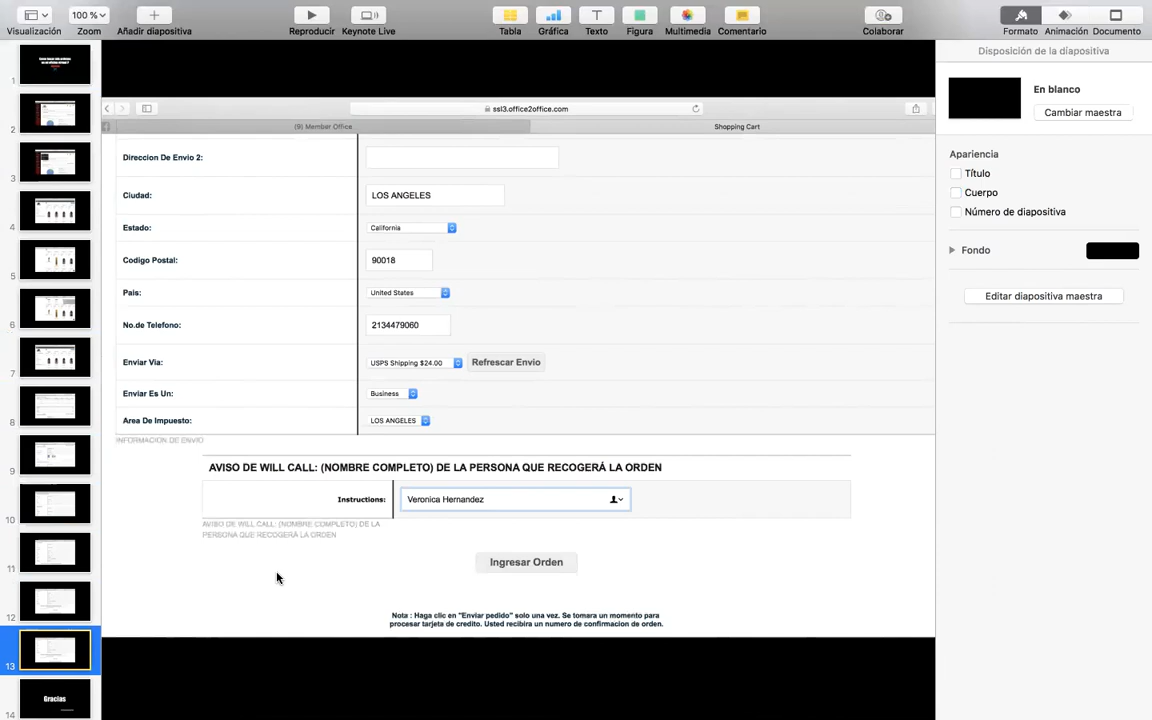 100 %
Visualización Zoom Añadir diapositiva Reproducir Keynote Live Tabla Gráfica Texto Figura Multimedia Comentario Colaborar Formato Animación Documento
Disposición de la diapositiva
En blanco
Cambiar maestra
Apariencia
Título
Cuerpo
Número de diapositiva
Fondo
Editar diapositiva maestra
1
2
3
4
5
6
7
8
9
10
11
12
13
14
Gracias
ssl3.office2office.com
(9) Member Office
Shopping Cart
Direccion De Envio 2:
Ciudad: LOS ANGELES
Estado: California
Codigo Postal: 90018
Pais: United States
No.de Telefono: 2134479060
Enviar Via: USPS Shipping $24.00 Refrescar Envio
Enviar Es Un: Business
Area De Impuesto: LOS ANGELES
INFORMACION DE ENVIO
AVISO DE WILL CALL: (NOMBRE COMPLETO) DE LA PERSONA QUE RECOGERÁ LA ORDEN
Instructions: Veronica Hernandez
AVISO DE WILL CALL: (NOMBRE COMPLETO) DE LA
PERSONA QUE RECOGERÁ LA ORDEN
Ingresar Orden
Nota : Haga clic en "Enviar pedido" solo una vez. Se tomara un momento para
procesar tarjeta de credito. Usted recibira un numero de confirmacion de orden.